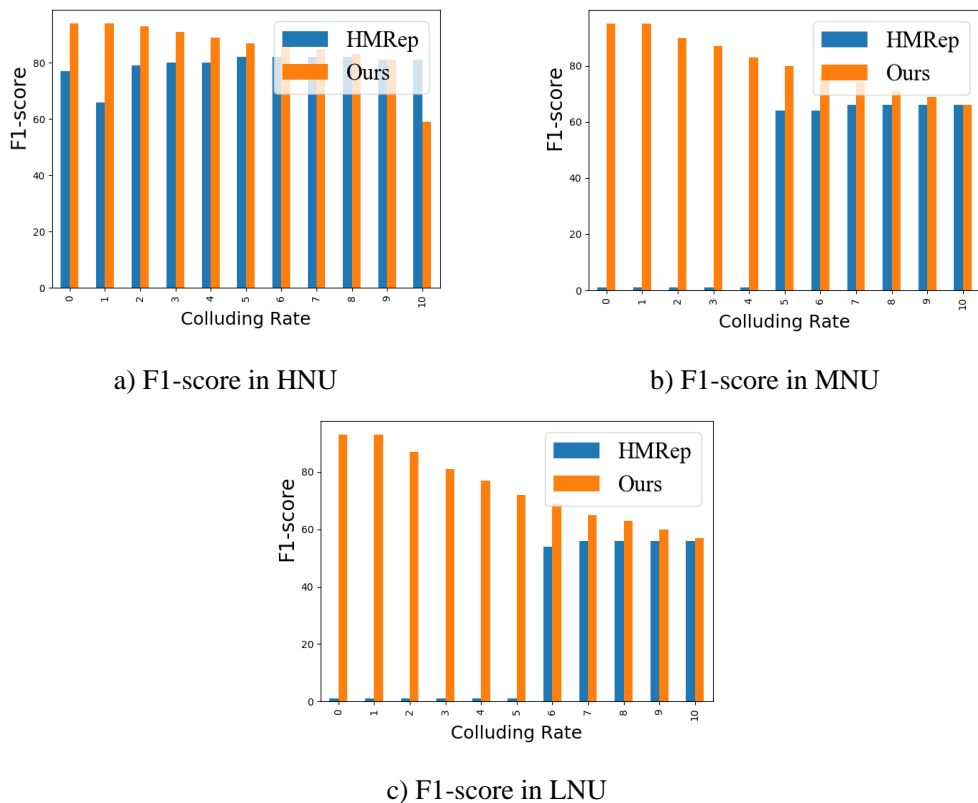 HMRep
Ours
F1-score
80
60
40
20
0
0 1 2 3 4 5 6 7 8 9 10
Colluding Rate
a) F1-score in HNU
HMRep
Ours
F1-score
80
60
40
20
0
0 1 2 3 4 5 6 7 8 9 10
Colluding Rate
b) F1-score in MNU
HMRep
Ours
F1-score
80
60
40
20
0
0 1 2 3 4 5 6 7 8 9 10
Colluding Rate
c) F1-score in LNU